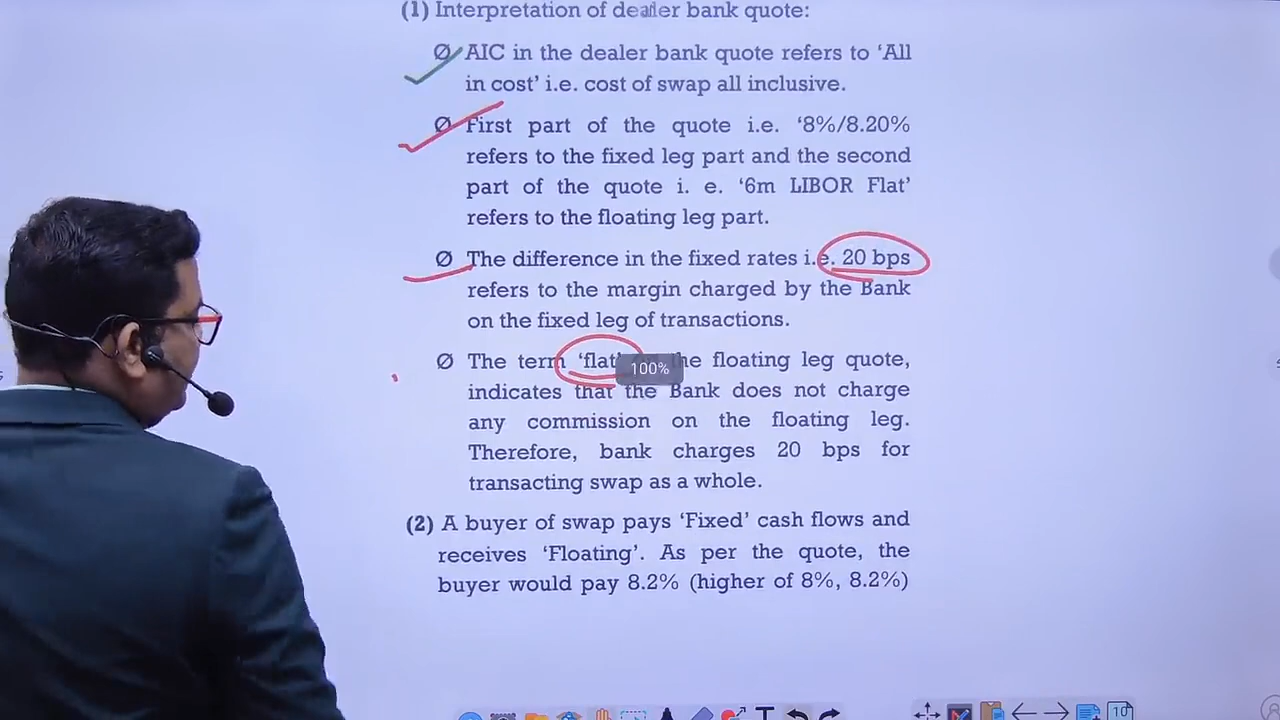 (1) Interpretation of dealer bank quote:
Ø AIC in the dealer bank quote refers to ‘All
in cost’ i.e. cost of swap all inclusive.
Ø First part of the quote i.e. ‘8%/8.20%
refers to the fixed leg part and the second
part of the quote i. e. ‘6m LIBOR Flat’
refers to the floating leg part.
Ø The difference in the fixed rates i.e. 20 bps
refers to the margin charged by the Bank
on the fixed leg of transactions.
Ø The term ‘flat’ the floating leg quote,
100%
indicates that the Bank does not charge
any commission on the floating leg.
Therefore, bank charges 20 bps for
transacting swap as a whole.
(2) A buyer of swap pays ‘Fixed’ cash flows and
receives ‘Floating’. As per the quote, the
buyer would pay 8.2% (higher of 8%, 8.2%)
10